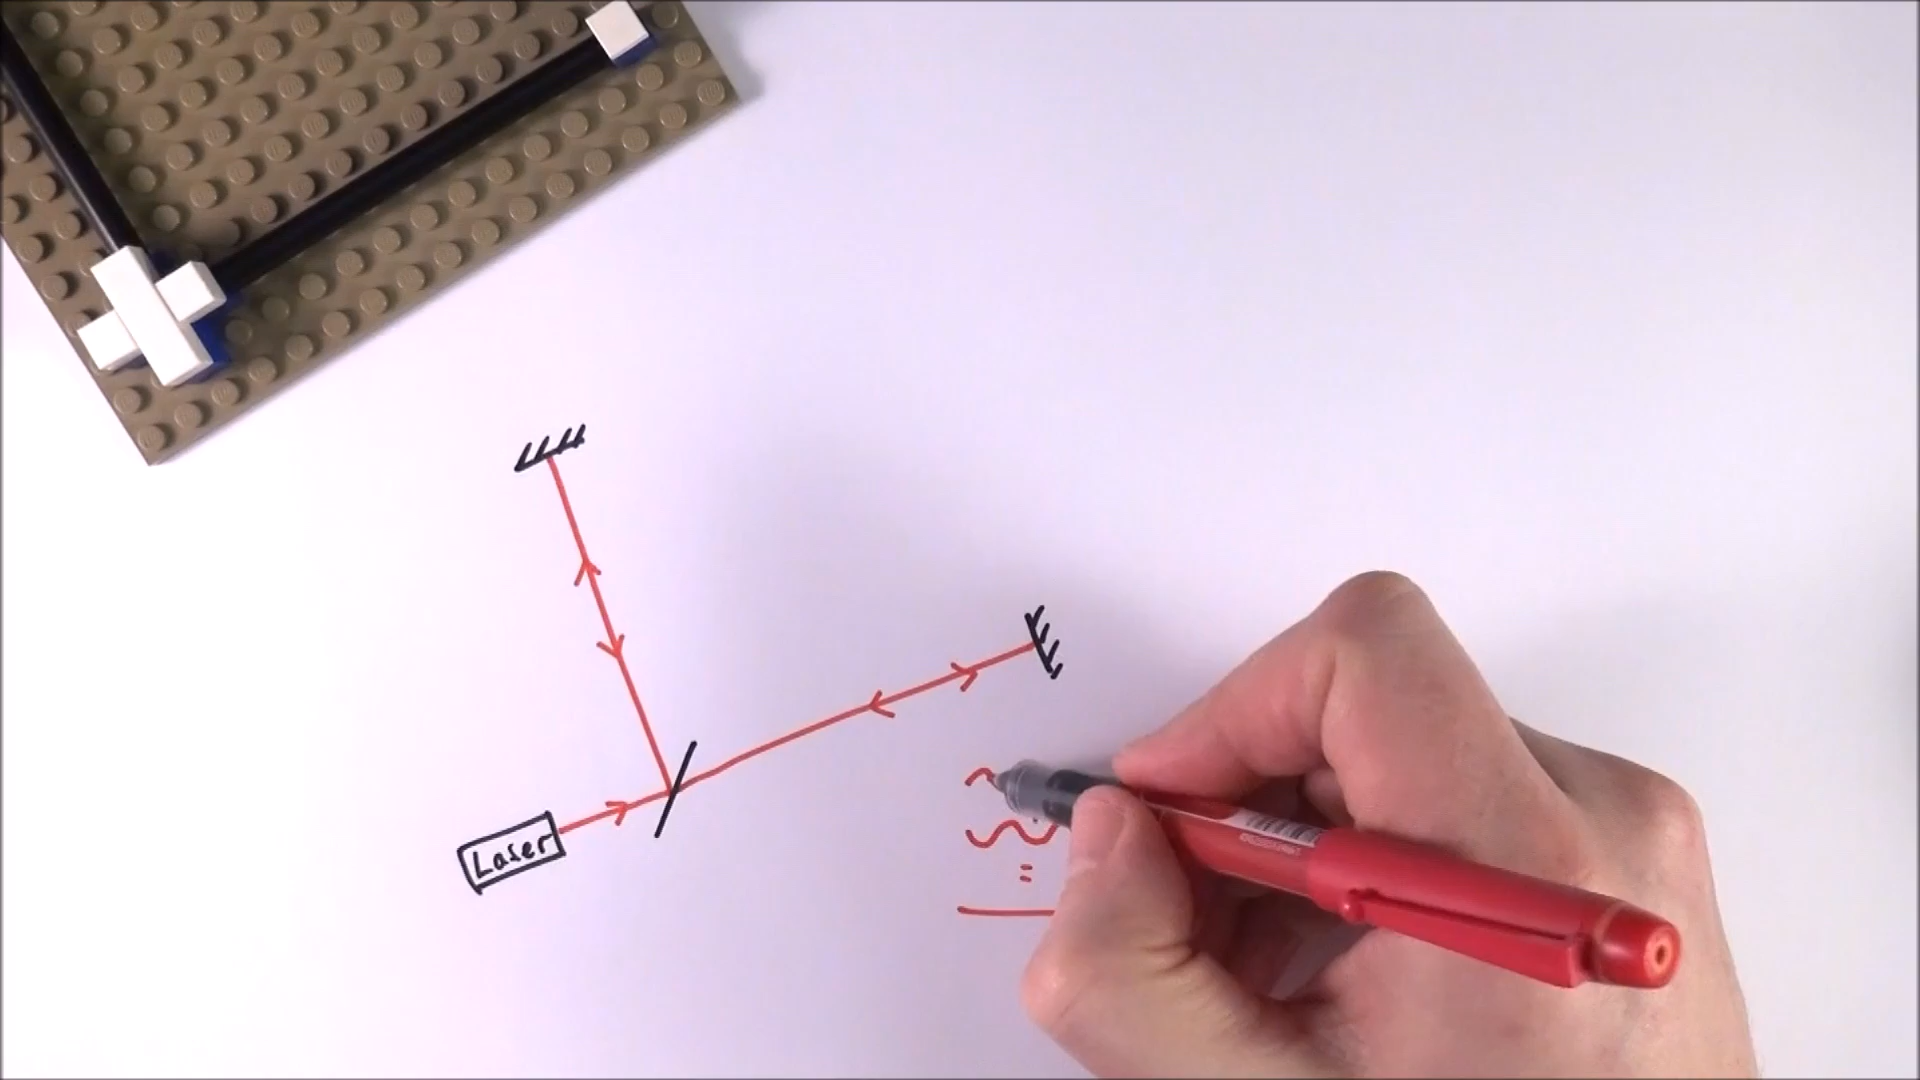 Laser
=